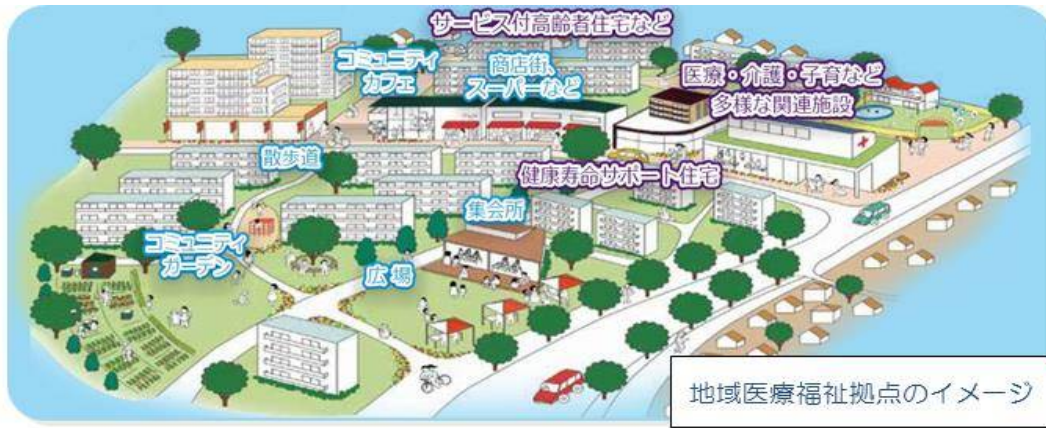 サービス付高齢者住宅など
コミュニティ
カフェ
商店街、
スーパーなど
医療・介護・子育など
多様な関連施設
散歩道
健康寿命サポート住宅
集会所
コミュニティ
ガーデン
広場
地域医療福祉拠点のイメージ